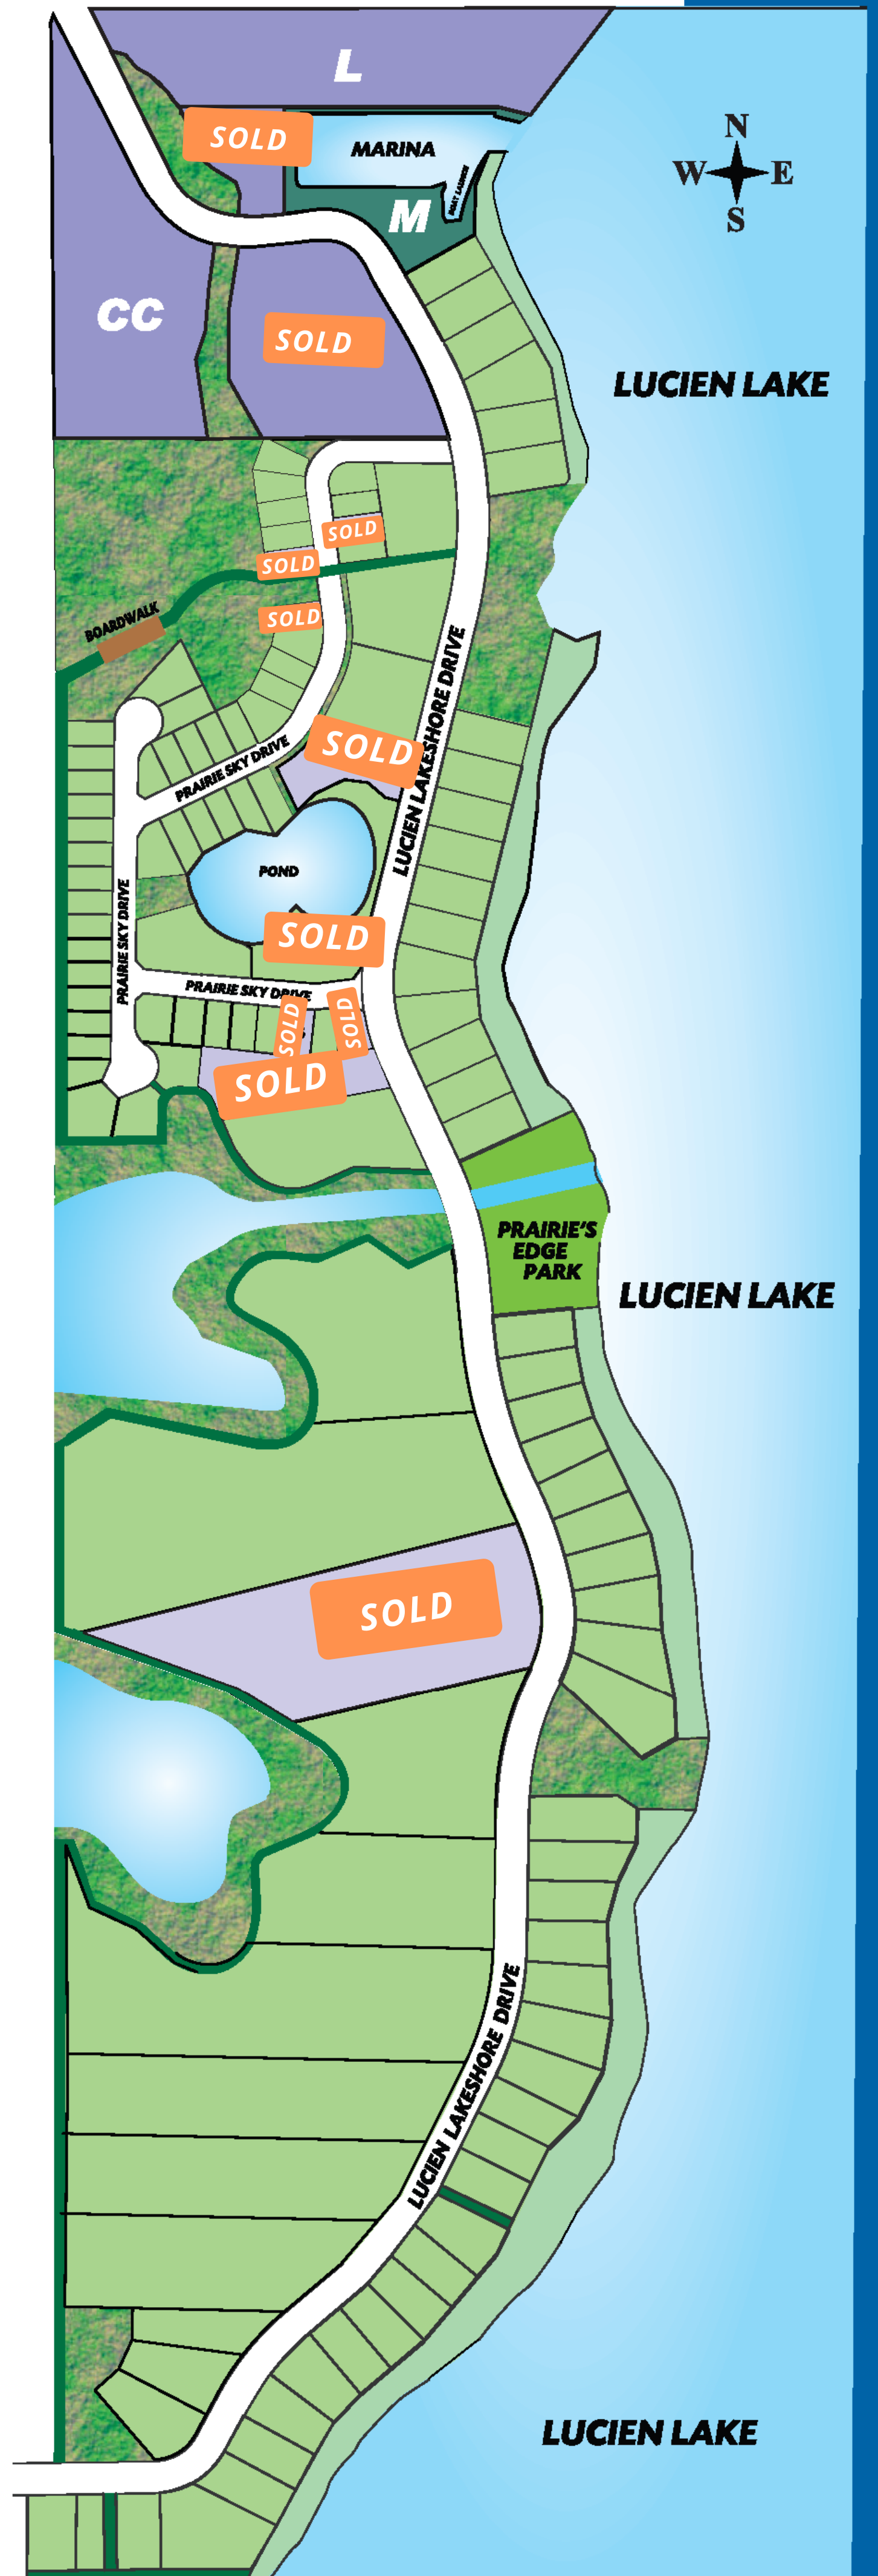 L
SOLD
MARINA
BOAT LAUNCH
M
N
W E
S
CC
SOLD
LUCIEN LAKE
SOLD
SOLD
SOLD
BOARDWALK
LUCIEN LAKESHORE DRIVE
SOLD
PRAIRIE SKY DRIVE
POND
PRAIRIE SKY DRIVE
SOLD
PRAIRIE SKY DRIVE
SOLD
SOLD
SOLD
PRAIRIE'S
EDGE
PARK
LUCIEN LAKE
SOLD
LUCIEN LAKESHORE DRIVE
LUCIEN LAKE